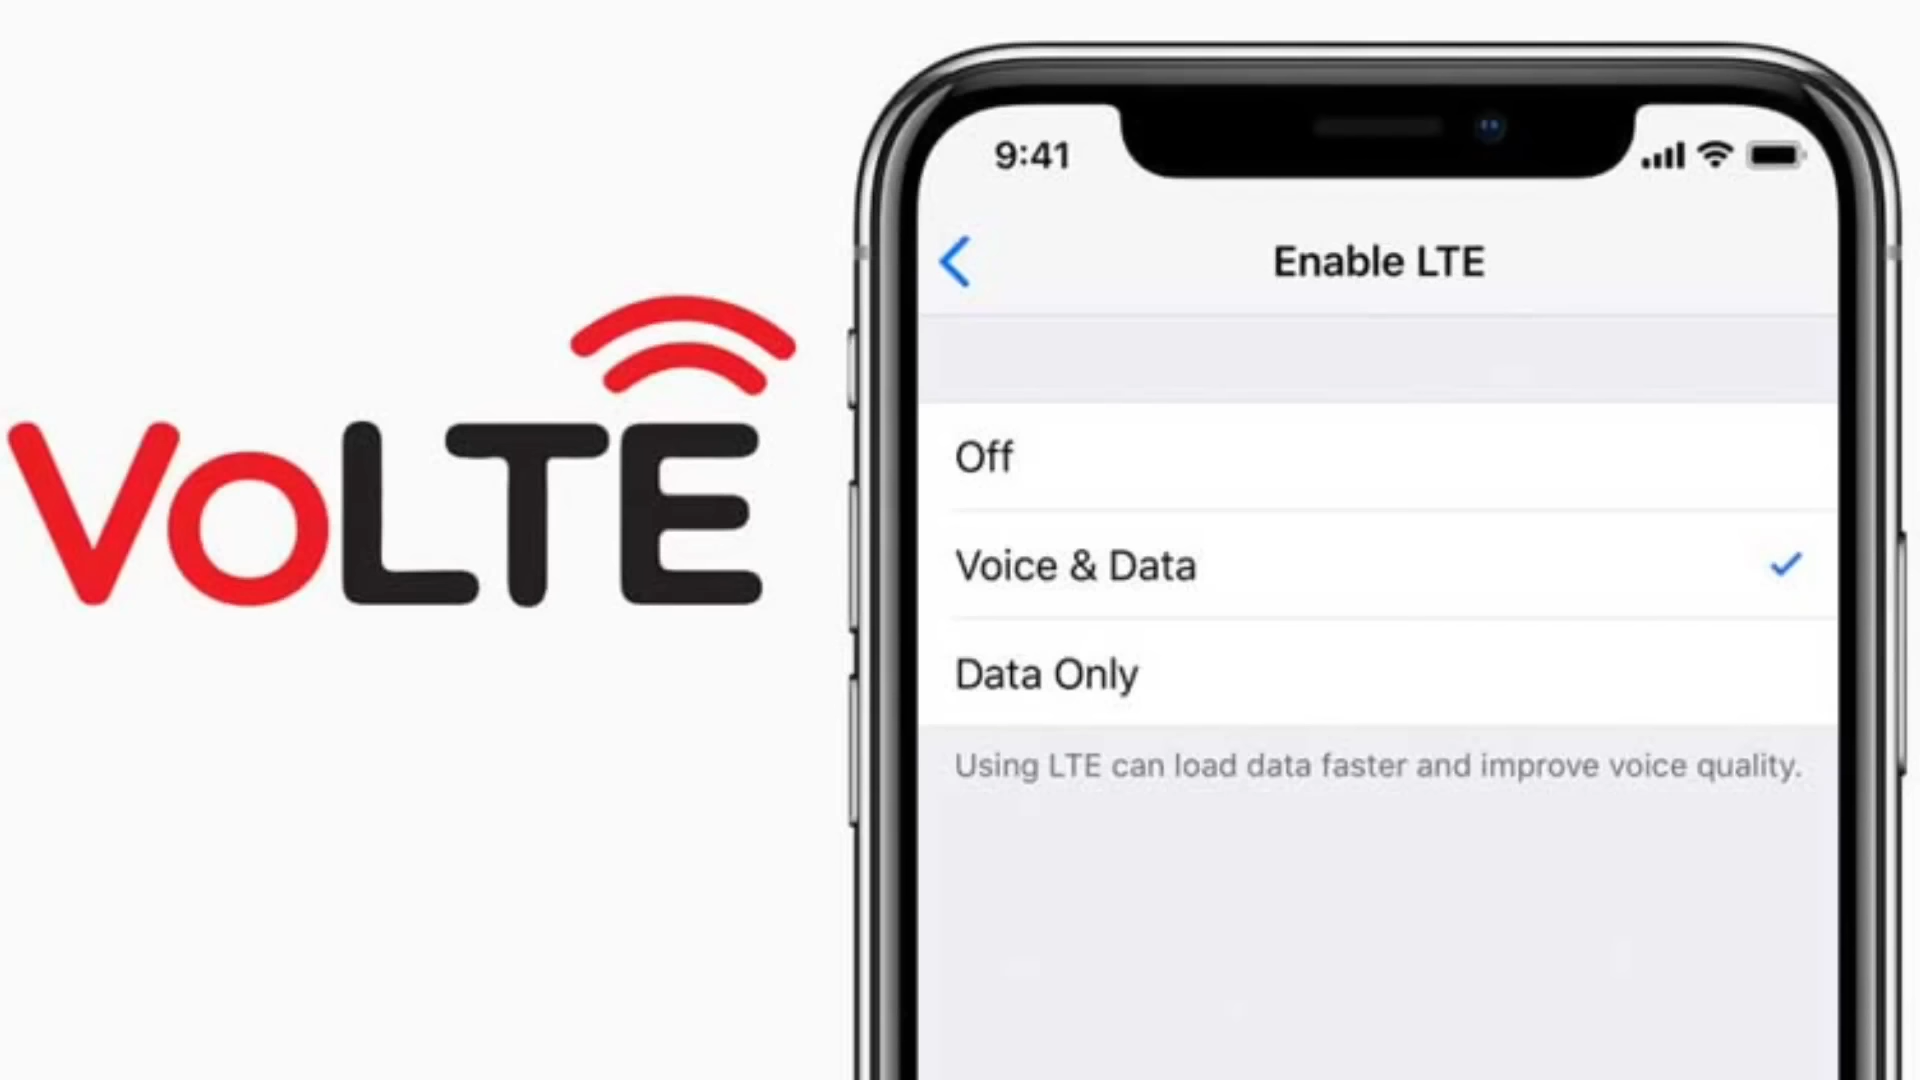 VoLTE
9:41
Enable LTE
Off
Voice & Data
Data Only
Using LTE can load data faster and improve voice quality.